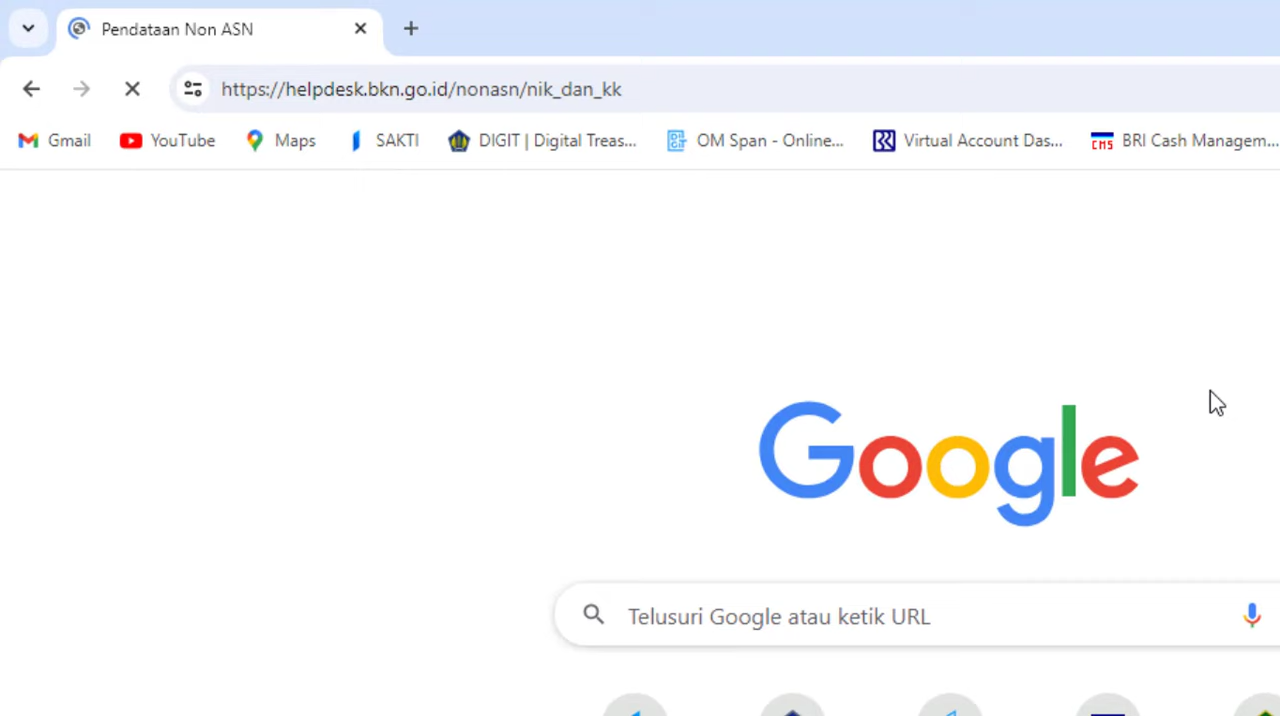 Pendataan Non ASN
https://helpdesk.bkn.go.id/nonasn/nik_dan_kk
Gmail YouTube Maps SAKTI DIGIT | Digital Treas... OM Span - Online... Virtual Account Das... CMS BRI Cash Managem...
Google
Telusuri Google atau ketik URL